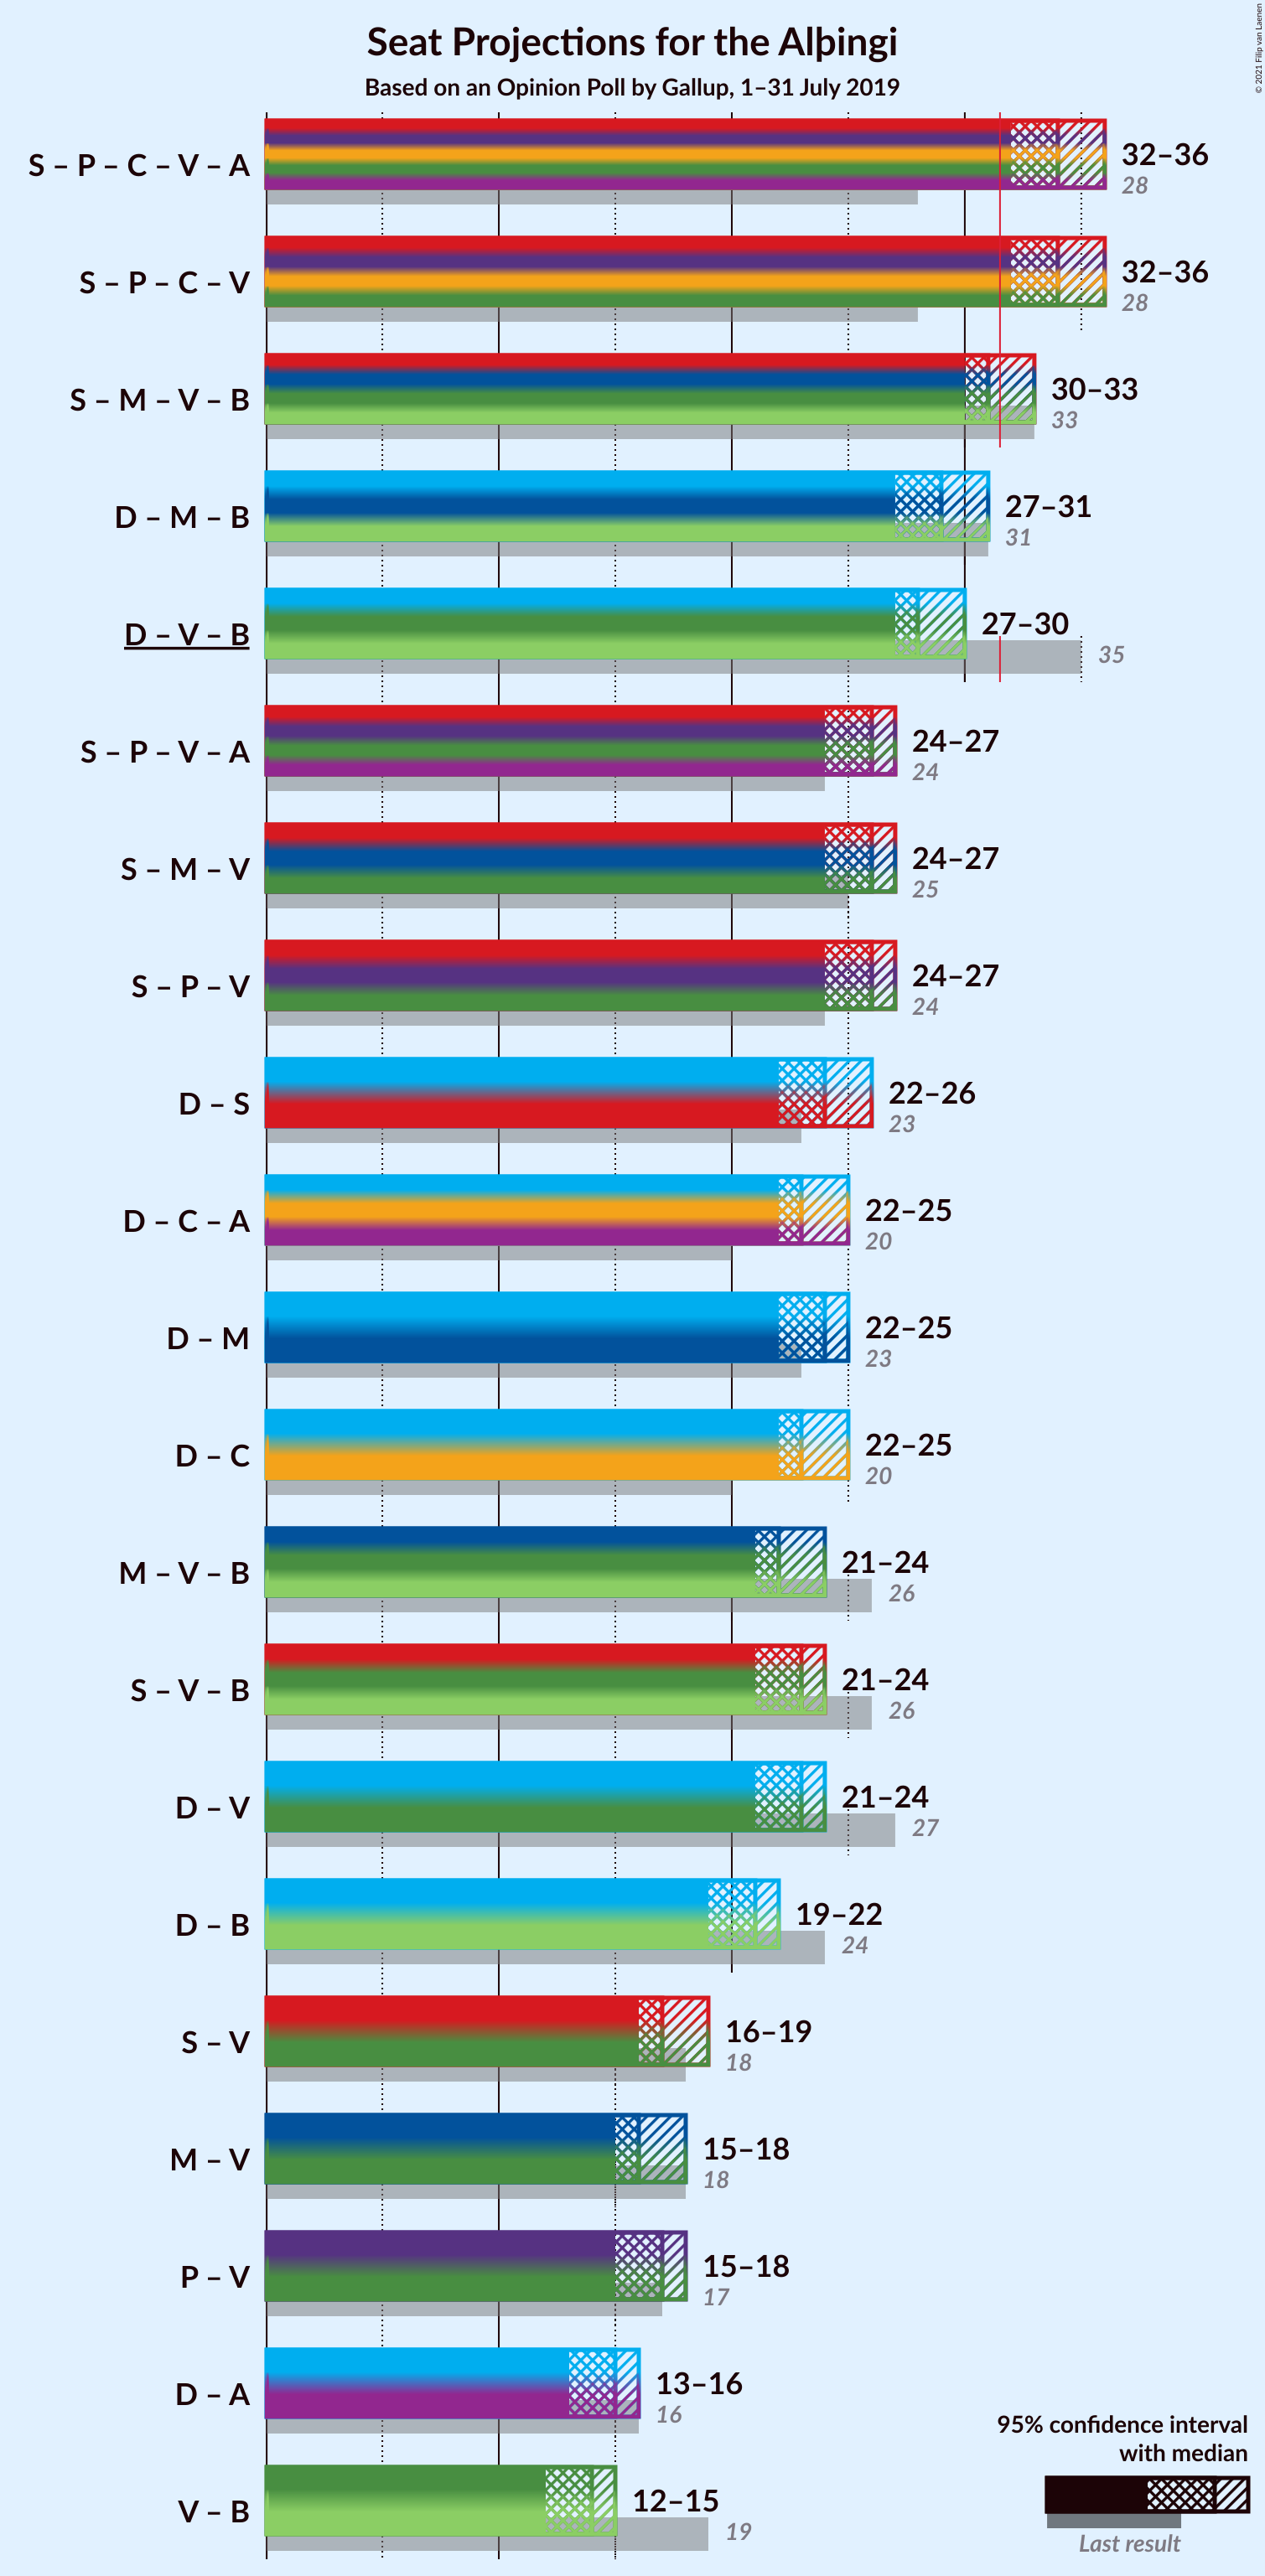 © 2021 Filip van Laenen
Seat Projections for the Alþingi
Based on an Opinion Poll by Gallup, 1–31 July 2019
S – P – C – V – A
32–36
28
S – P – C – V
32–36
28
S – M – V – B
30–33
33
D – M – B
27–31
31
D – V – B
27–30
35
S – P – V – A
24–27
24
S – M – V
24–27
25
S – P – V
24–27
24
D – S
22–26
23
D – C – A
22–25
20
D – M
22–25
23
D – C
22–25
20
M – V – B
21–24
26
S – V – B
21–24
26
D – V
21–24
27
D – B
19–22
24
S – V
16–19
18
M – V
15–18
18
P – V
15–18
17
D – A
13–16
16
V – B
12–15
19
95% confidence interval
with median
Last result